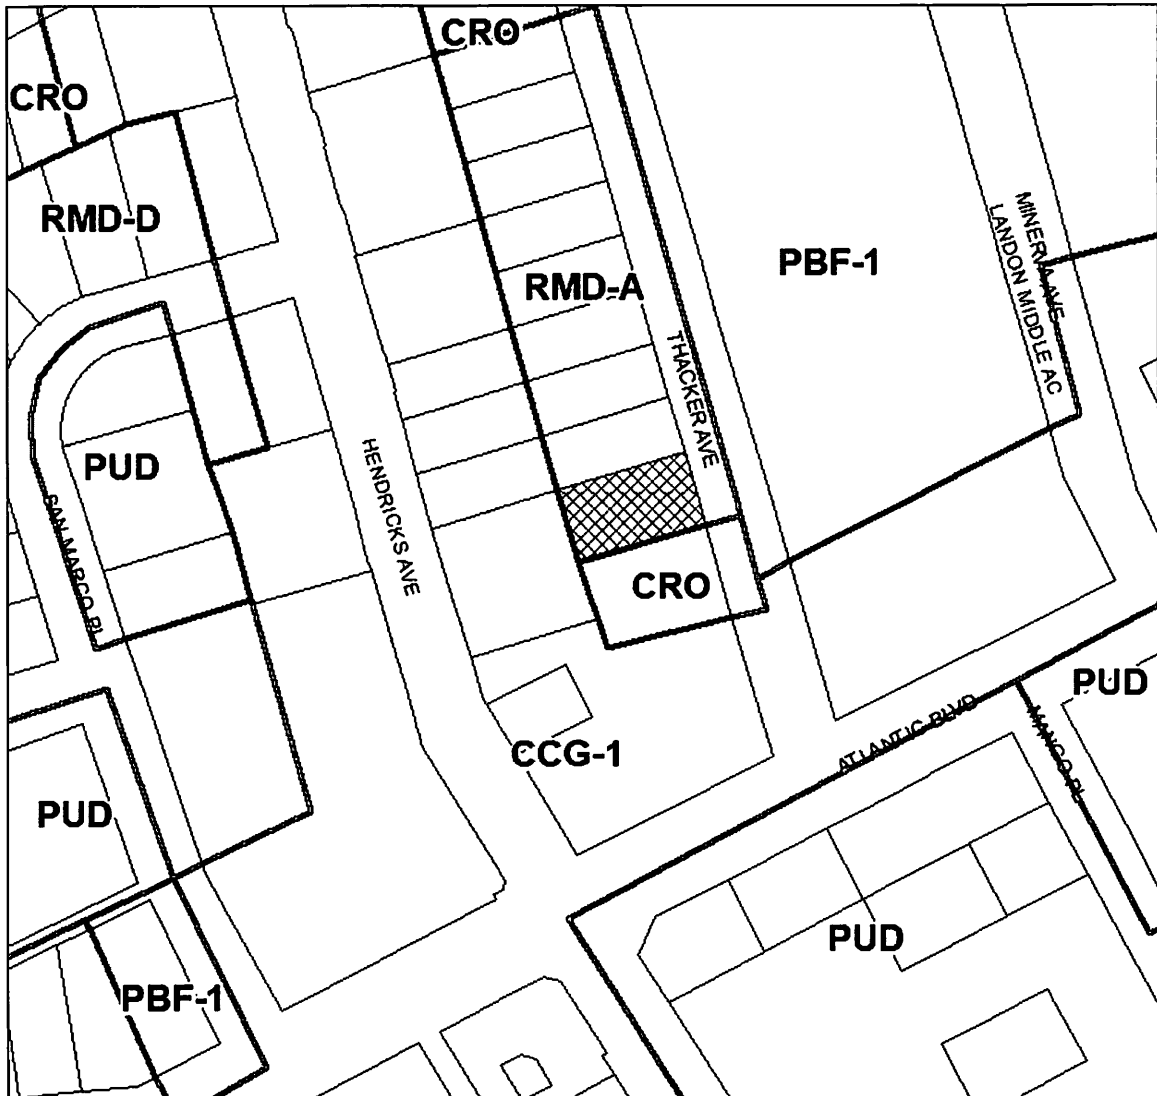 CRO
CRO
RMD-D
RMD-A
PBF-1
MINERVA AVE
LANDON MIDDLE AC
THACKER AVE
PUD
HENDRICKS AVE
SAN MARCO PL
CRO
PUD
CCG-1
ATLANTIC BLVD
MANGO PL
PUD
PUD
PBF-1